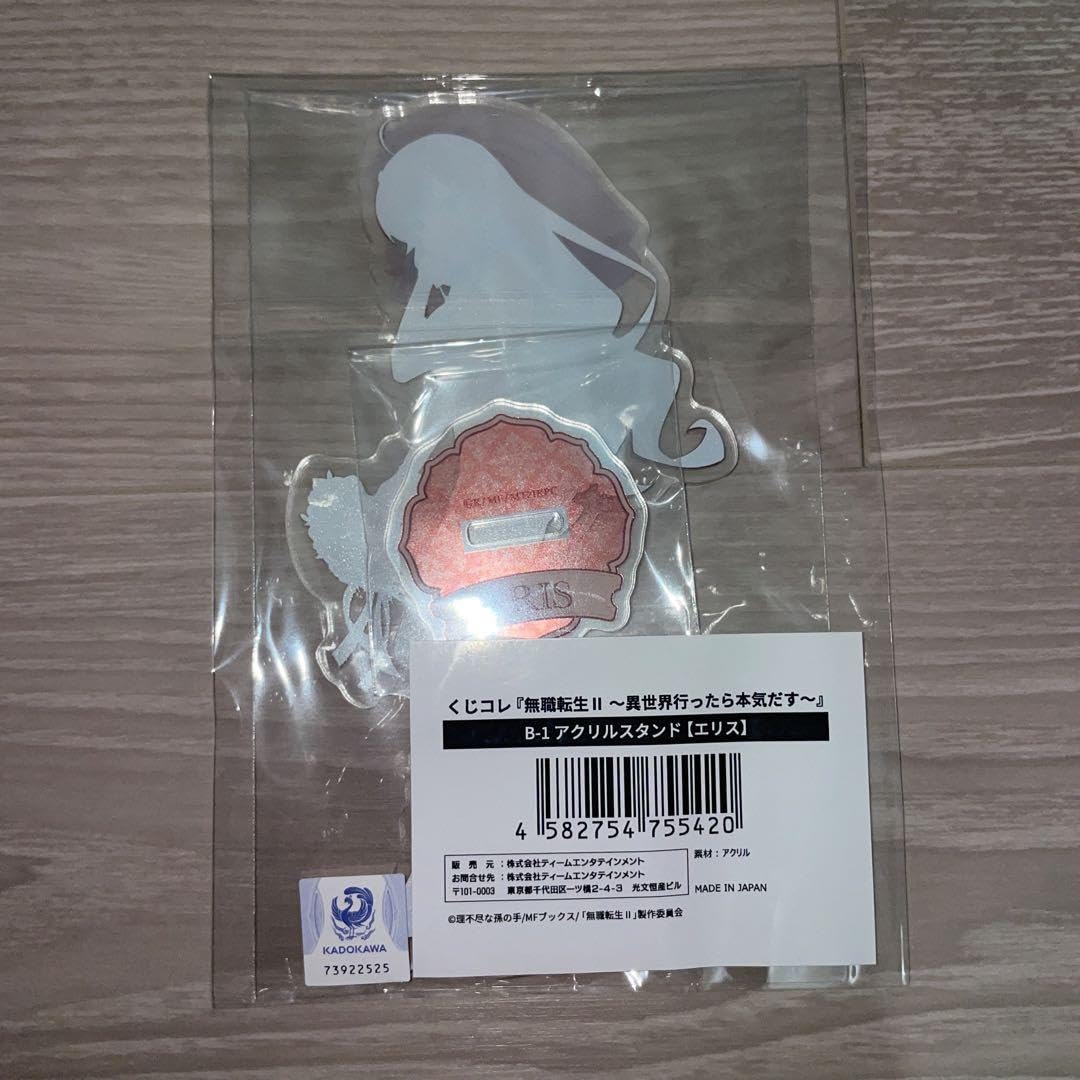 ©R/MF/MT2JRPC
RIS
くじコレ『無職転生Ⅱ ～異世界行ったら本気だす～』
B-1 アクリルスタンド【エリス】
4 582754 755420
販売元：株式会社ティームエンタテインメント
お問合せ先：株式会社ティームエンタテインメント
〒101-0003 東京都千代田区一ツ橋2-4-3 光文恒産ビル
素材：アクリル
MADE IN JAPAN
©理不尽な孫の手/MFブックス/「無職転生Ⅱ」製作委員会
KADOKAWA
73922525